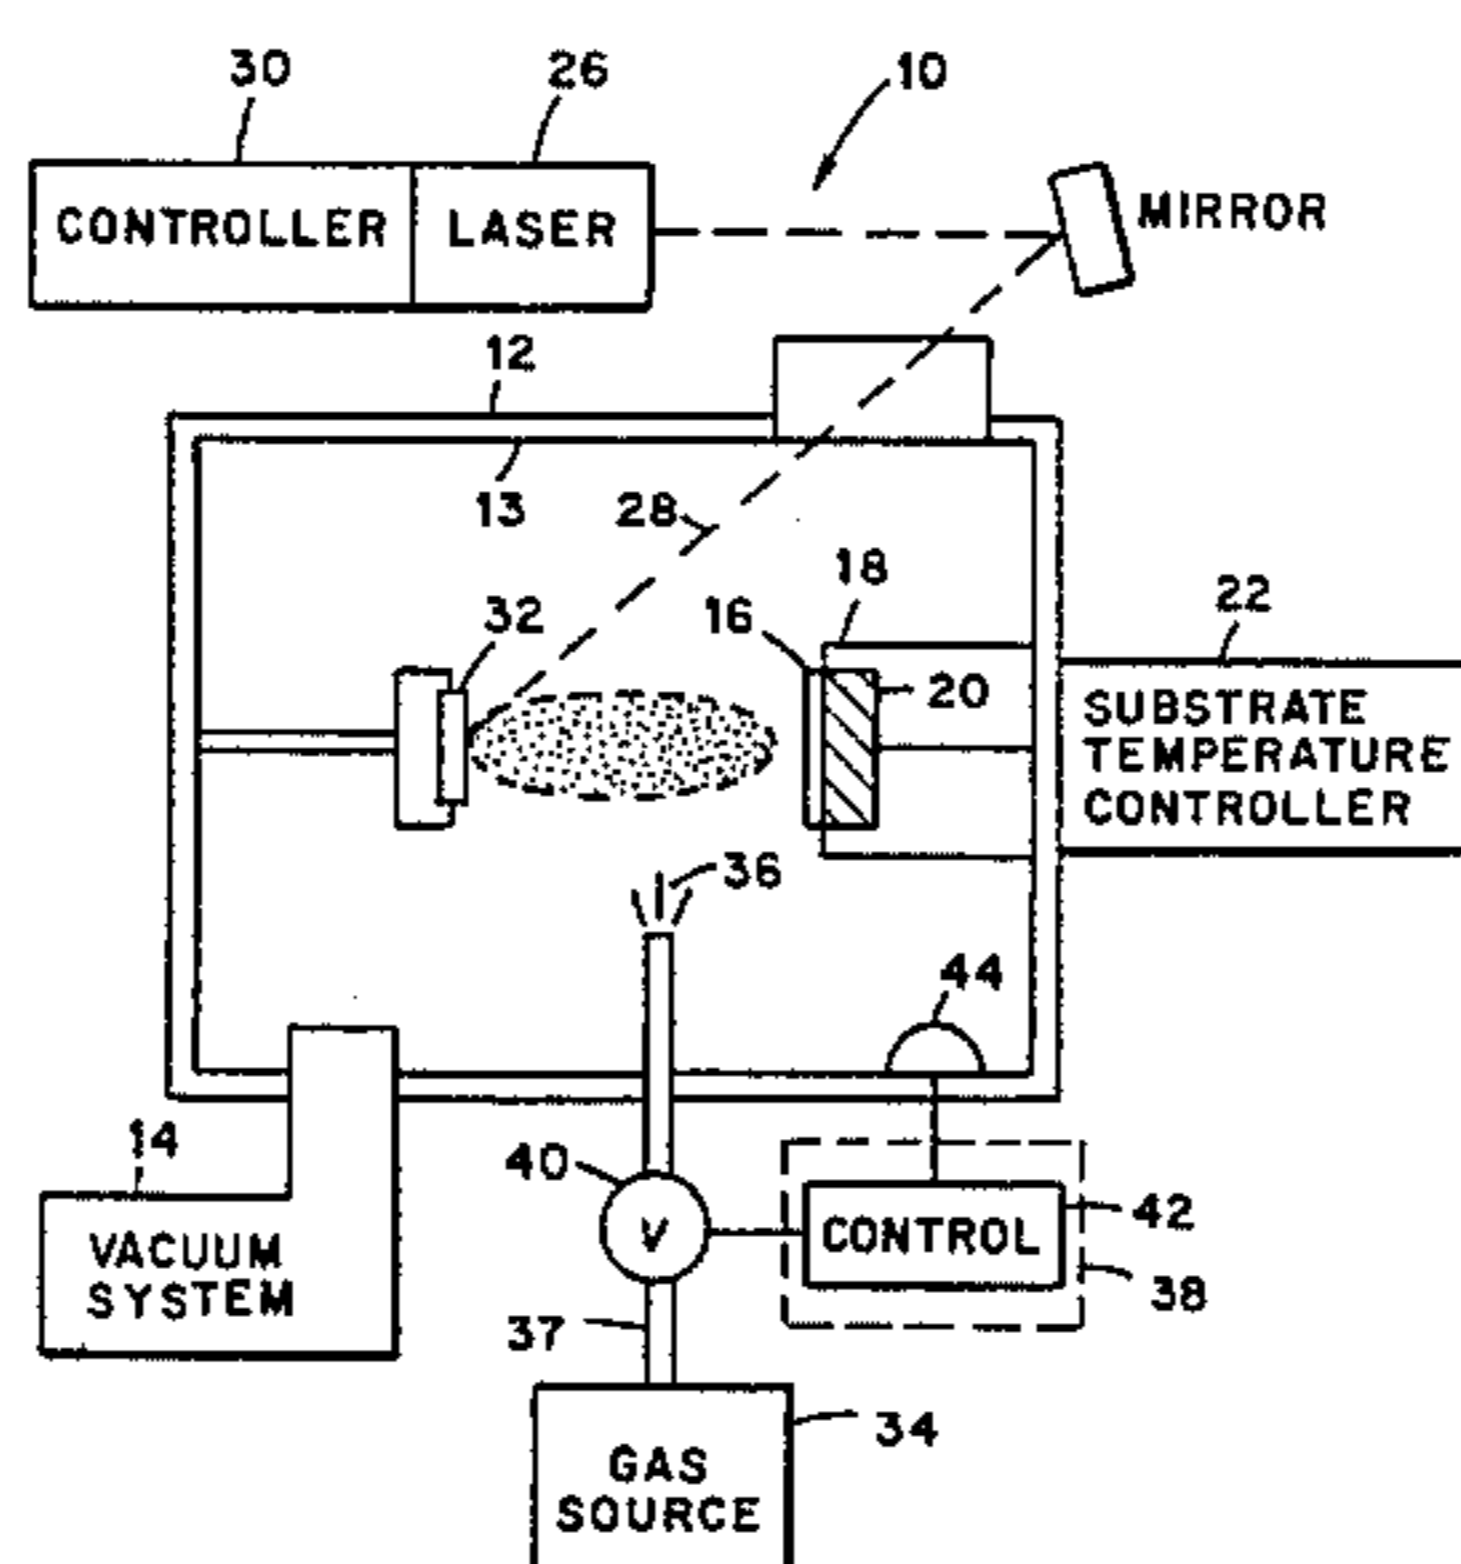 30
26
10
CONTROLLER
LASER
MIRROR
12
13
28
18
32
16
22
20
SUBSTRATE
TEMPERATURE
CONTROLLER
36
44
14
40
V
CONTROL
42
VACUUM
SYSTEM
38
37
34
GAS
SOURCE